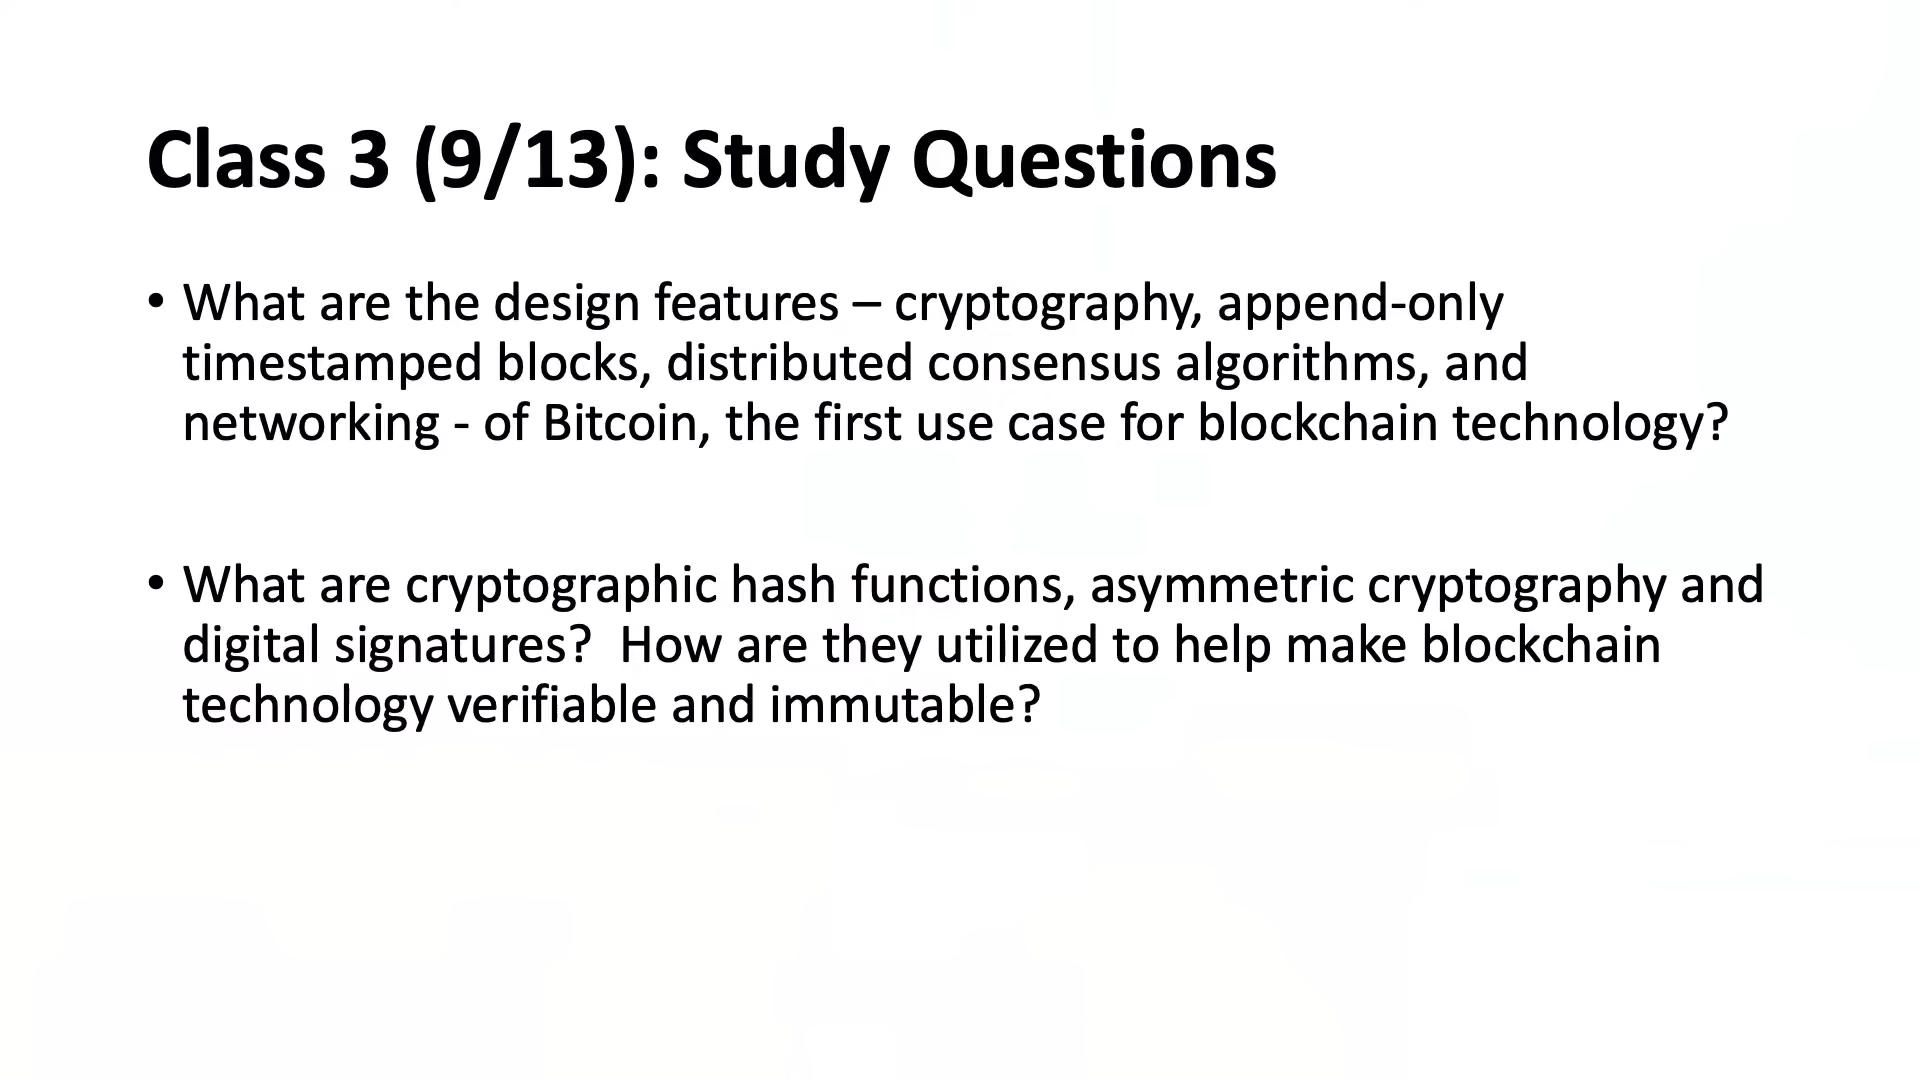 Class 3 (9/13): Study Questions
• What are the design features – cryptography, append-only
timestamped blocks, distributed consensus algorithms, and
networking - of Bitcoin, the first use case for blockchain technology?
• What are cryptographic hash functions, asymmetric cryptography and
digital signatures?  How are they utilized to help make blockchain
technology verifiable and immutable?